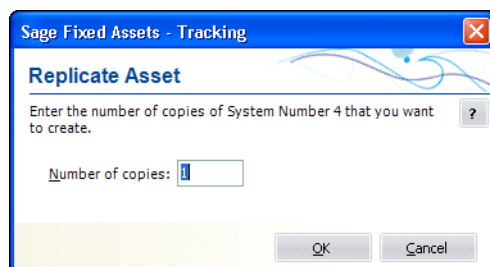 Sage Fixed Assets - Tracking
Replicate Asset
Enter the number of copies of System Number 4 that you want
to create.
?
Number of copies: 1
OK
Cancel